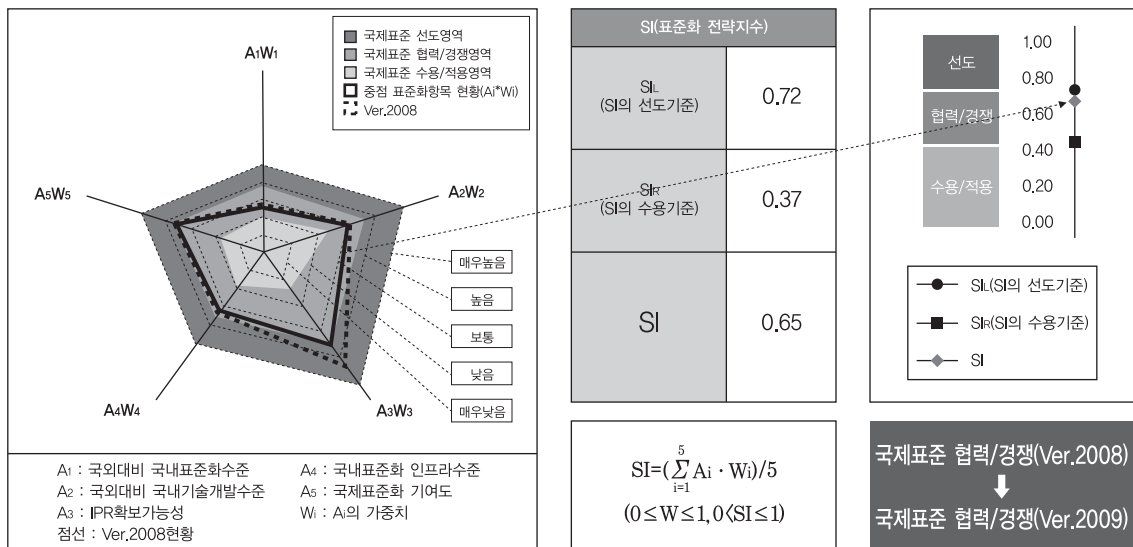 A1W1
A2W2
A3W3
A4W4
A5W5
국제표준 선도영역
국제표준 협력/경쟁영역
국제표준 수용/적용영역
중점 표준화항목 현황(Ai*Wi)
Ver.2008
매우높음
높음
보통
낮음
매우낮음
A1 : 국외대비 국내표준화수준
A2 : 국외대비 국내기술개발수준
A3 : IPR확보가능성
점선 : Ver.2008현황
A4 : 국내표준화 인프라수준
A5 : 국제표준화 기여도
Wi : Ai의 가중치
SI(표준화 전략지수)
SIL
(SI의 선도기준)
0.72
SIR
(SI의 수용기준)
0.37
SI
0.65
SI=(5∑i=1 Ai · Wi)/5
(0≤W≤1, 0<SI≤1)
선도
협력/경쟁
수용/적용
1.00
0.80
0.60
0.40
0.20
0.00
SIL(SI의 선도기준)
SIR(SI의 수용기준)
SI
국제표준 협력/경쟁(Ver.2008)
국제표준 협력/경쟁(Ver.2009)